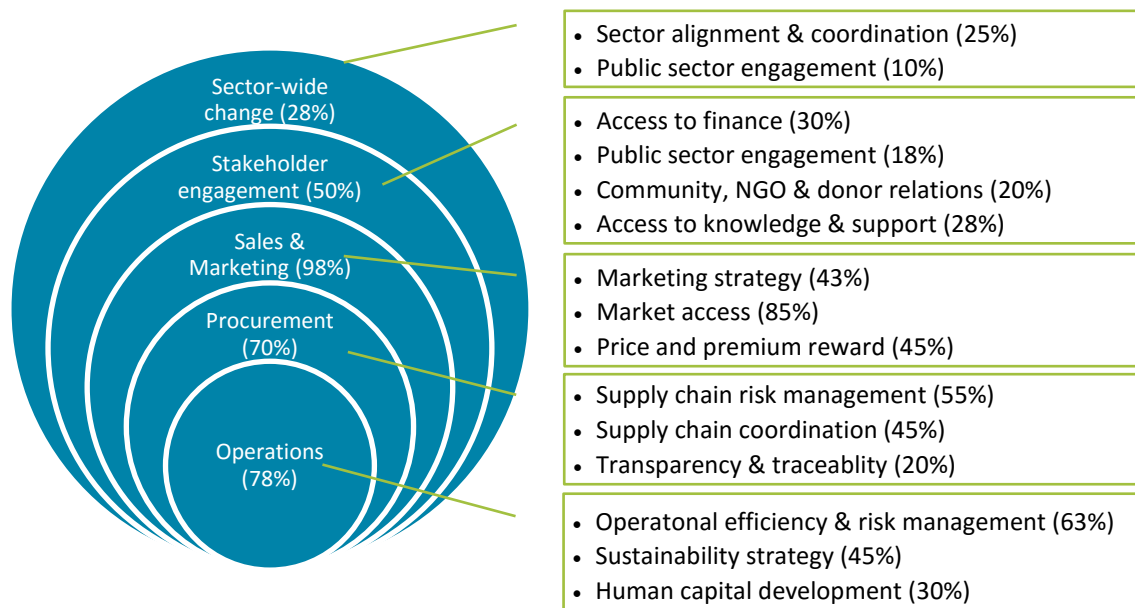 Sector-wide
change (28%)
Stakeholder
engagement (50%)
Sales &
Marketing (98%)
Procurement
(70%)
Operations
(78%)
• Sector alignment & coordination (25%)
• Public sector engagement (10%)
• Access to finance (30%)
• Public sector engagement (18%)
• Community, NGO & donor relations (20%)
• Access to knowledge & support (28%)
• Marketing strategy (43%)
• Market access (85%)
• Price and premium reward (45%)
• Supply chain risk management (55%)
• Supply chain coordination (45%)
• Transparency & traceablity (20%)
• Operatonal efficiency & risk management (63%)
• Sustainability strategy (45%)
• Human capital development (30%)